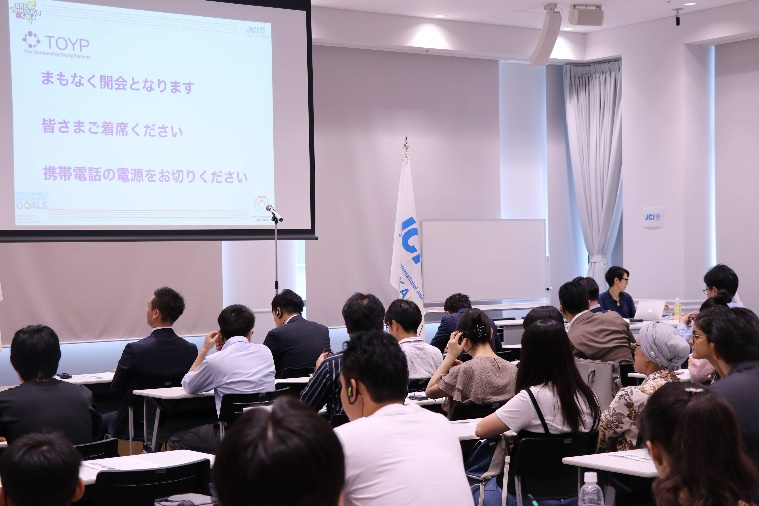 TOYP
The Outstanding Young Persons
JCI
まもなく開会となります
皆さまご着席ください
携帯電話の電源をお切りください
GOALS
JCI
JCI